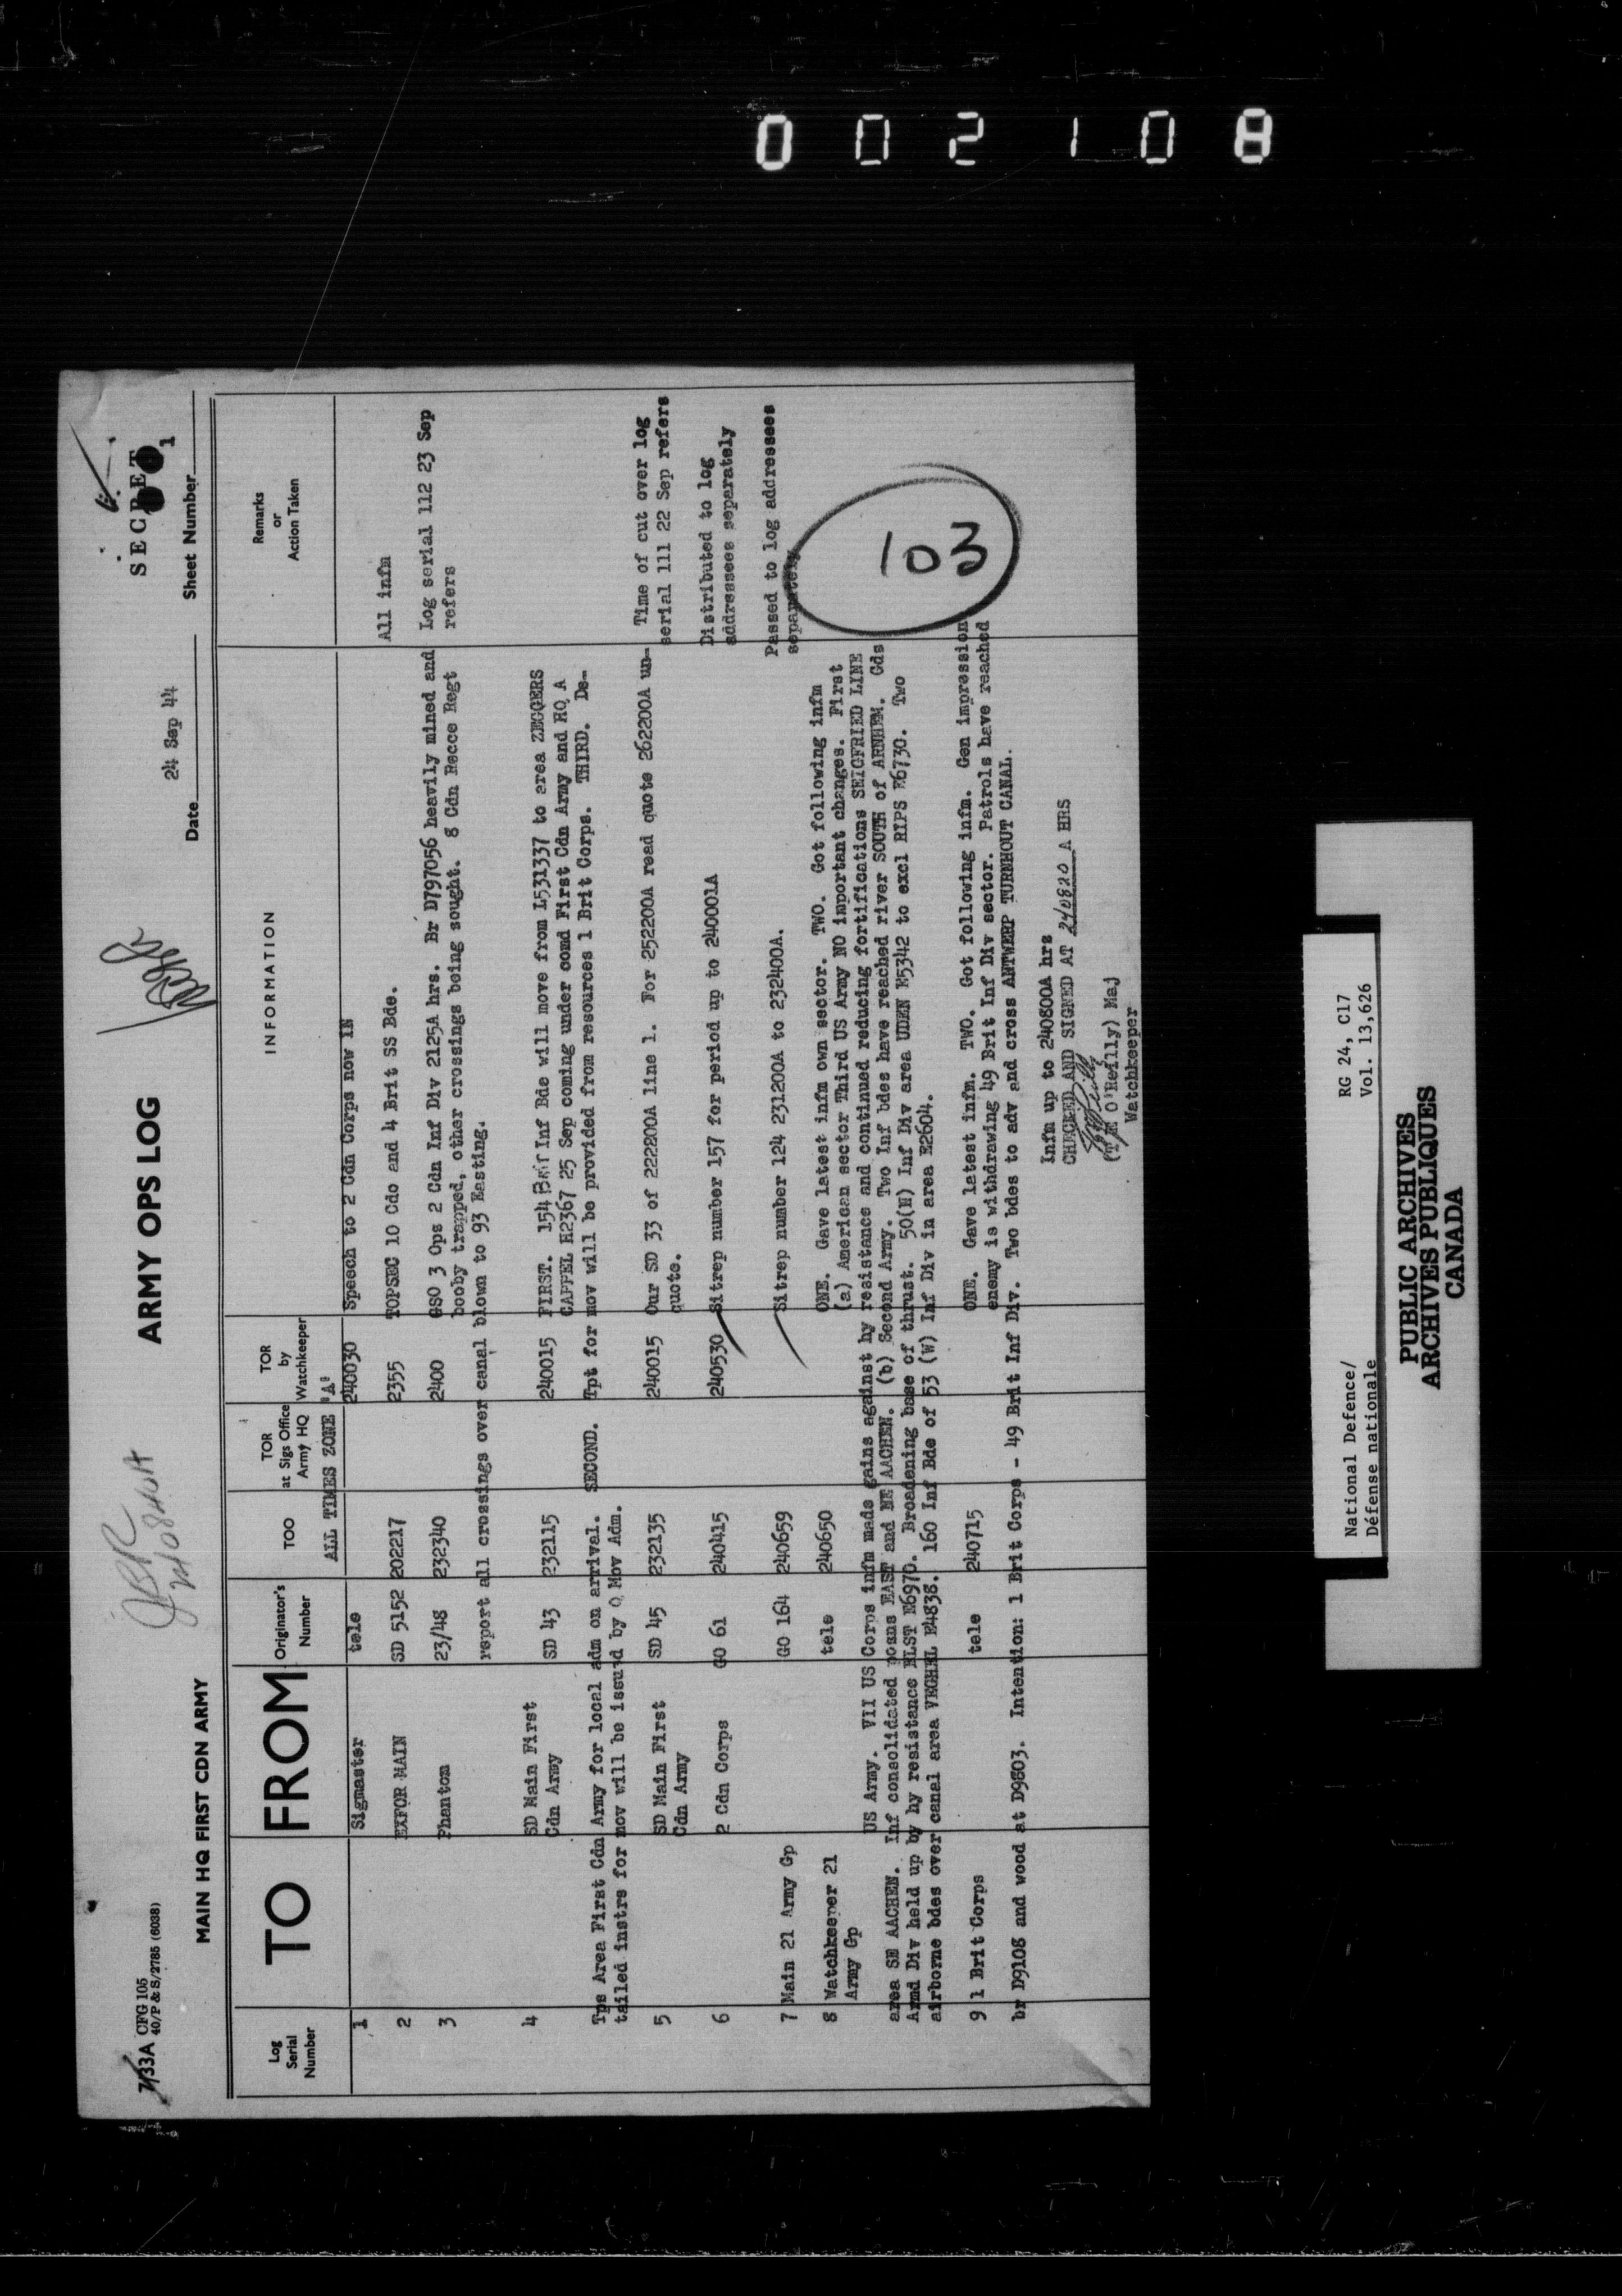 002108
7/33A CFG 105
40/P & S/2785 (6038)
MAIN HQ FIRST CDN ARMY
ARMY OPS LOG
SECRET
Date 24 Sep 44
Sheet Number 1
Log Serial Number
TO
FROM
Originator's Number
TOO
TOR at Sigs Office Army HQ
TOR by Watchkeeper
INFORMATION
Remarks or Action Taken
ALL TIMES ZONE 'A'
1 Sigmaster tele 240030 Speech to 2 Cdn Corps now IN
2 EXFOR MAIN SD 5152 202217 2355 TOPSEC 10 Cdo and 4 Brit SS Bde. All infm
3 Phantom 23/48 232340 2400 GSO 3 Ops 2 Cdn Inf Div 2125A hrs. Br D797056 heavily mined and Log serial 112 23 Sep
booby trapped, other crossings being sought. 8 Cdn Recce Regt refers
report all crossings over canal blown to 93 Easting.
4 SD Main First SD 43 232115 240015 FIRST. 154 Brit Inf Bde will move from L531337 to area ZEGGERS
Cdn Army CAPPEL H2367 25 Sep coming under comd First Cdn Army and HQ A
Tps Area First Cdn Army for local adm on arrival. SECOND. Tpt for mov will be provided from resources 1 Brit Corps. THIRD. De-
tailed instrs for mov will be issued by Q Mov Adm.
5 SD Main First SD 45 232135 240015 Our SD 33 of 222200A line 1. For 252200A read quote 262200A un- Time of cut over log
Cdn Army quote. serial 111 22 Sep refers
6 2 Cdn Corps GO 61 240415 240530 Sitrep number 157 for period up to 240001A Distributed to log
addressees separately
7 Main 21 Army Gp GO 164 240659 Sitrep number 124 231200A to 232400A. Passed to log addressees
separately
8 Watchkeeper 21 tele 240650 ONE. Gave latest infm own sector. TWO. Got following infm
Army Gp (a) American sector Third US Army NO important changes. First
US Army. VII US Corps infm made gains against by resistance and continued reducing fortifications SEIGFRIED LINE
area SE AACHEN. Inf consolidated posns EAST and NE AACHEN. (b) Second Army. Two Inf bdes have reached river SOUTH of ARNHEM. Gds
Armd Div held up by by resistance ELST E6970. Broadening base of thrust. 50(N) Inf Div area UDEN E5342 to excl RIPS E6730. Two
airborne bdes over canal area VEGHEL E4838. 160 Inf Bde of 53 (W) Inf Div in area E2604.
9 1 Brit Corps tele 240715 ONE. Gave latest infm. TWO. Got following infm. Gen impression
enemy is withdrawing 49 Brit Inf Div sector. Patrols have reached
br D9108 and wood at D9803. Intention: 1 Brit Corps - 49 Brit Inf Div. Two bdes to adv and cross ANTWERP TURNHOUT CANAL.
Infm up to 240800A hrs
CHECKED AND SIGNED AT 240820 A HRS
O'Reilly) Maj
Watchkeeper
103
National Defence/
Défense nationale
RG 24, C17
Vol. 13,626
PUBLIC ARCHIVES
ARCHIVES PUBLIQUES
CANADA